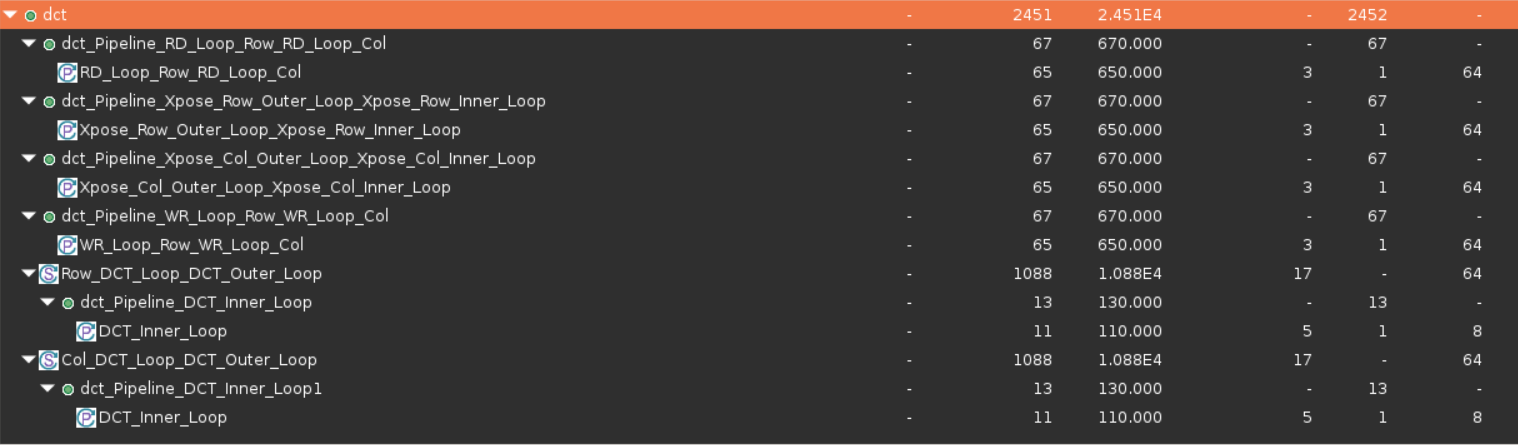 dct - 2451 2.451E4 - 2452 -
dct_Pipeline_RD_Loop_Row_RD_Loop_Col - 67 670.000 - 67 -
RD_Loop_Row_RD_Loop_Col - 65 650.000 3 1 64
dct_Pipeline_Xpose_Row_Outer_Loop_Xpose_Row_Inner_Loop - 67 670.000 - 67 -
Xpose_Row_Outer_Loop_Xpose_Row_Inner_Loop - 65 650.000 3 1 64
dct_Pipeline_Xpose_Col_Outer_Loop_Xpose_Col_Inner_Loop - 67 670.000 - 67 -
Xpose_Col_Outer_Loop_Xpose_Col_Inner_Loop - 65 650.000 3 1 64
dct_Pipeline_WR_Loop_Row_WR_Loop_Col - 67 670.000 - 67 -
WR_Loop_Row_WR_Loop_Col - 65 650.000 3 1 64
Row_DCT_Loop_DCT_Outer_Loop - 1088 1.088E4 17 - 64
dct_Pipeline_DCT_Inner_Loop - 13 130.000 - 13 -
DCT_Inner_Loop - 11 110.000 5 1 8
Col_DCT_Loop_DCT_Outer_Loop - 1088 1.088E4 17 - 64
dct_Pipeline_DCT_Inner_Loop1 - 13 130.000 - 13 -
DCT_Inner_Loop - 11 110.000 5 1 8